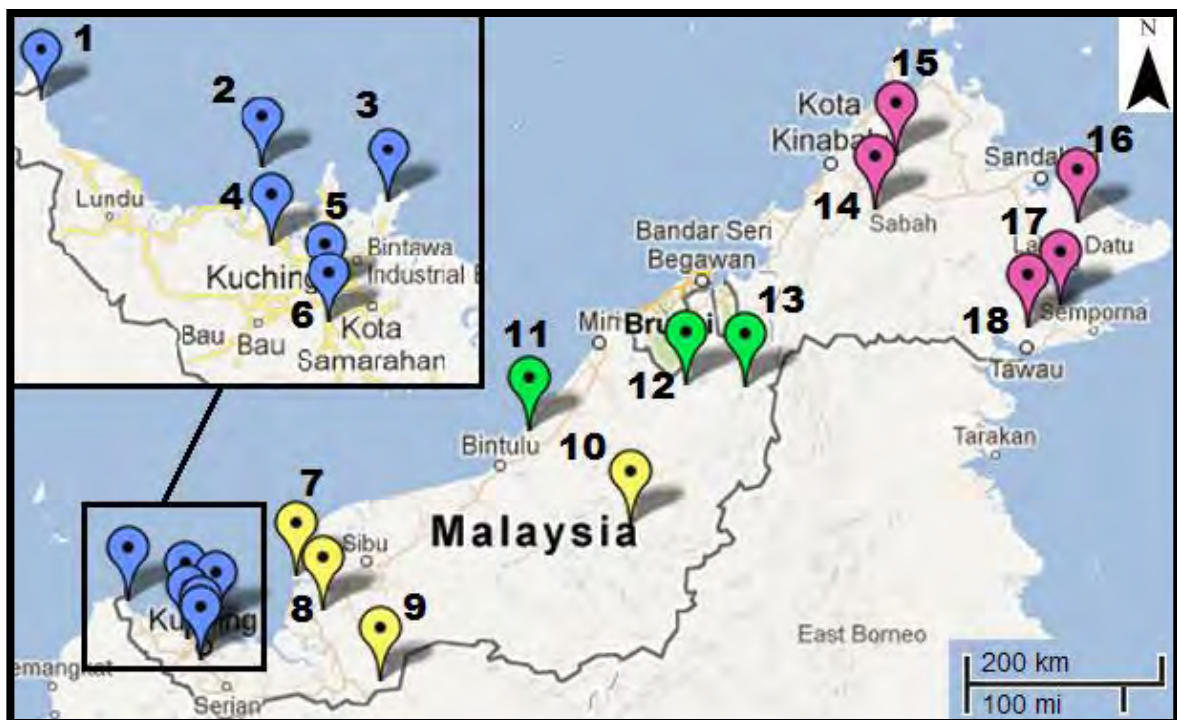 1
2
3
Lundu
4
5
Bintawa
Industrial E
Kuching
6
Bau
Bau
Kota
Samarahan
N
15
Kota
Kinabalu
16
14
Sabah
17
Bandar Seri
Begawan
13
Semporna
18
Tawau
11
Miri
12
Bintulu
10
Tarakan
7
Malaysia
Sibu
8
9
East Borneo
emangkat
Serian
200 km
100 mi